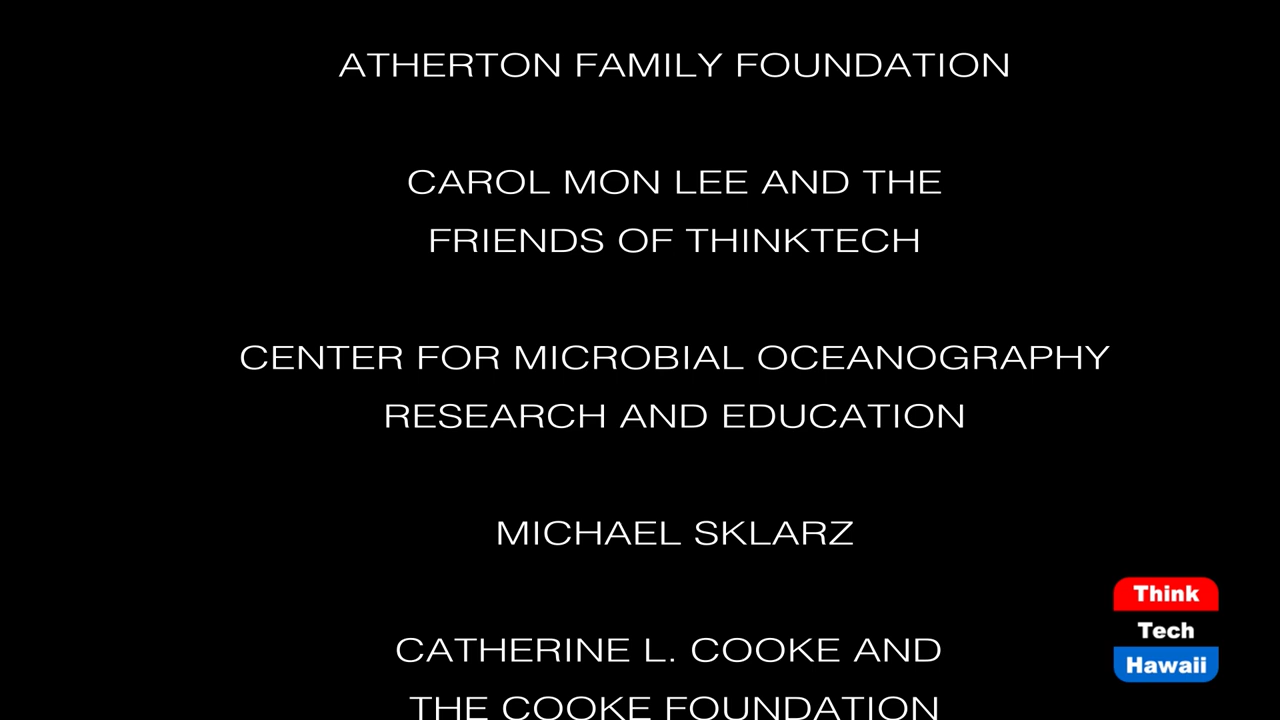 ATHERTON FAMILY FOUNDATION
CAROL MON LEE AND THE
FRIENDS OF THINKTECH
CENTER FOR MICROBIAL OCEANOGRAPHY
RESEARCH AND EDUCATION
MICHAEL SKLARZ
CATHERINE L. COOKE AND
THE COOKE FOUNDATION
Think
Tech
Hawaii